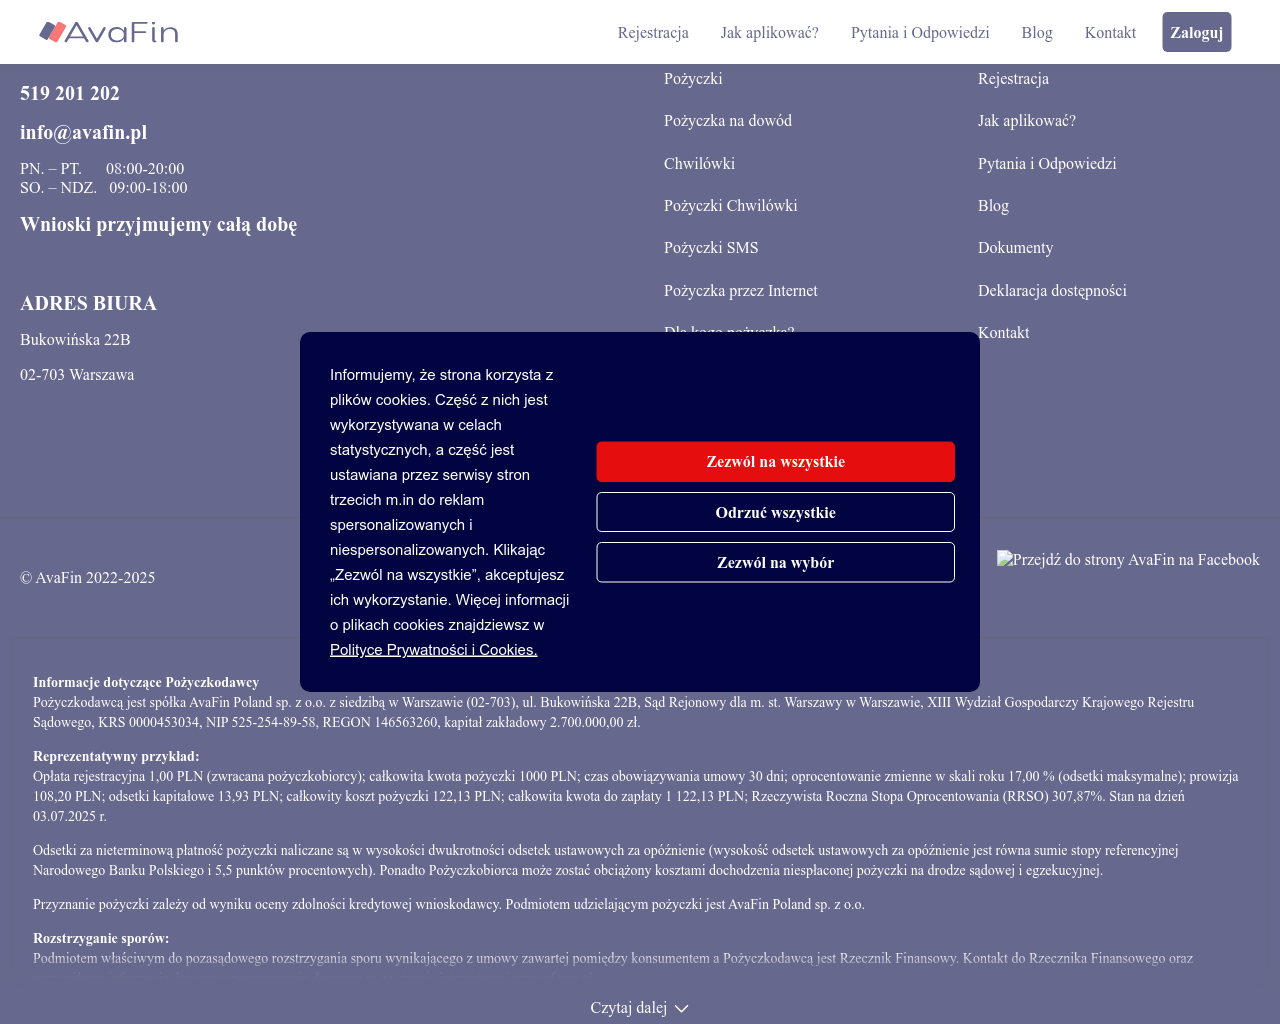 AvaFin
Rejestracja
Jak aplikować?
Pytania i Odpowiedzi
Blog
Kontakt
Zaloguj
519 201 202
info@avafin.pl
PN. – PT. 08:00-20:00
SO. – NDZ. 09:00-18:00
Wnioski przyjmujemy całą dobę
ADRES BIURA
Bukowińska 22B
02-703 Warszawa
Pożyczki
Pożyczka na dowód
Chwilówki
Pożyczki Chwilówki
Pożyczki SMS
Pożyczka przez Internet
Dla kogo pożyczka?
Rejestracja
Jak aplikować?
Pytania i Odpowiedzi
Blog
Dokumenty
Deklaracja dostępności
Kontakt
Informujemy, że strona korzysta z
plików cookies. Część z nich jest
wykorzystywana w celach
statystycznych, a część jest
ustawiana przez serwisy stron
trzecich m.in do reklam
spersonalizowanych i
niespersonalizowanych. Klikając
„Zezwól na wszystkie”, akceptujesz
ich wykorzystanie. Więcej informacji
o plikach cookies znajdziewsz w
Polityce Prywatności i Cookies.
Zezwól na wszystkie
Odrzuć wszystkie
Zezwól na wybór
© AvaFin 2022-2025
Przejdź do strony AvaFin na Facebook
Informacje dotyczące Pożyczkodawcy
Pożyczkodawcą jest spółka AvaFin Poland sp. z o.o. z siedzibą w Warszawie (02-703), ul. Bukowińska 22B, Sąd Rejonowy dla m. st. Warszawy w Warszawie, XIII Wydział Gospodarczy Krajowego Rejestru
Sądowego, KRS 0000453034, NIP 525-254-89-58, REGON 146563260, kapitał zakładowy 2.700.000,00 zł.
Reprezentatywny przykład:
Opłata rejestracyjna 1,00 PLN (zwracana pożyczkobiorcy); całkowita kwota pożyczki 1000 PLN; czas obowiązywania umowy 30 dni; oprocentowanie zmienne w skali roku 17,00 % (odsetki maksymalne); prowizja
108,20 PLN; odsetki kapitałowe 13,93 PLN; całkowity koszt pożyczki 122,13 PLN; całkowita kwota do zapłaty 1 122,13 PLN; Rzeczywista Roczna Stopa Oprocentowania (RRSO) 307,87%. Stan na dzień
03.07.2025 r.
Odsetki za nieterminową płatność pożyczki naliczane są w wysokości dwukrotności odsetek ustawowych za opóźnienie (wysokość odsetek ustawowych za opóźnienie jest równa sumie stopy referencyjnej
Narodowego Banku Polskiego i 5,5 punktów procentowych). Ponadto Pożyczkobiorca może zostać obciążony kosztami dochodzenia niespłaconej pożyczki na drodze sądowej i egzekucyjnej.
Przyznanie pożyczki zależy od wyniku oceny zdolności kredytowej wnioskodawcy. Podmiotem udzielającym pożyczki jest AvaFin Poland sp. z o.o.
Rozstrzyganie sporów:
Podmiotem właściwym do pozasądowego rozstrzygania sporu wynikającego z umowy zawartej pomiędzy konsumentem a Pożyczkodawcą jest Rzecznik Finansowy. Kontakt do Rzecznika Finansowego oraz
Czytaj dalej